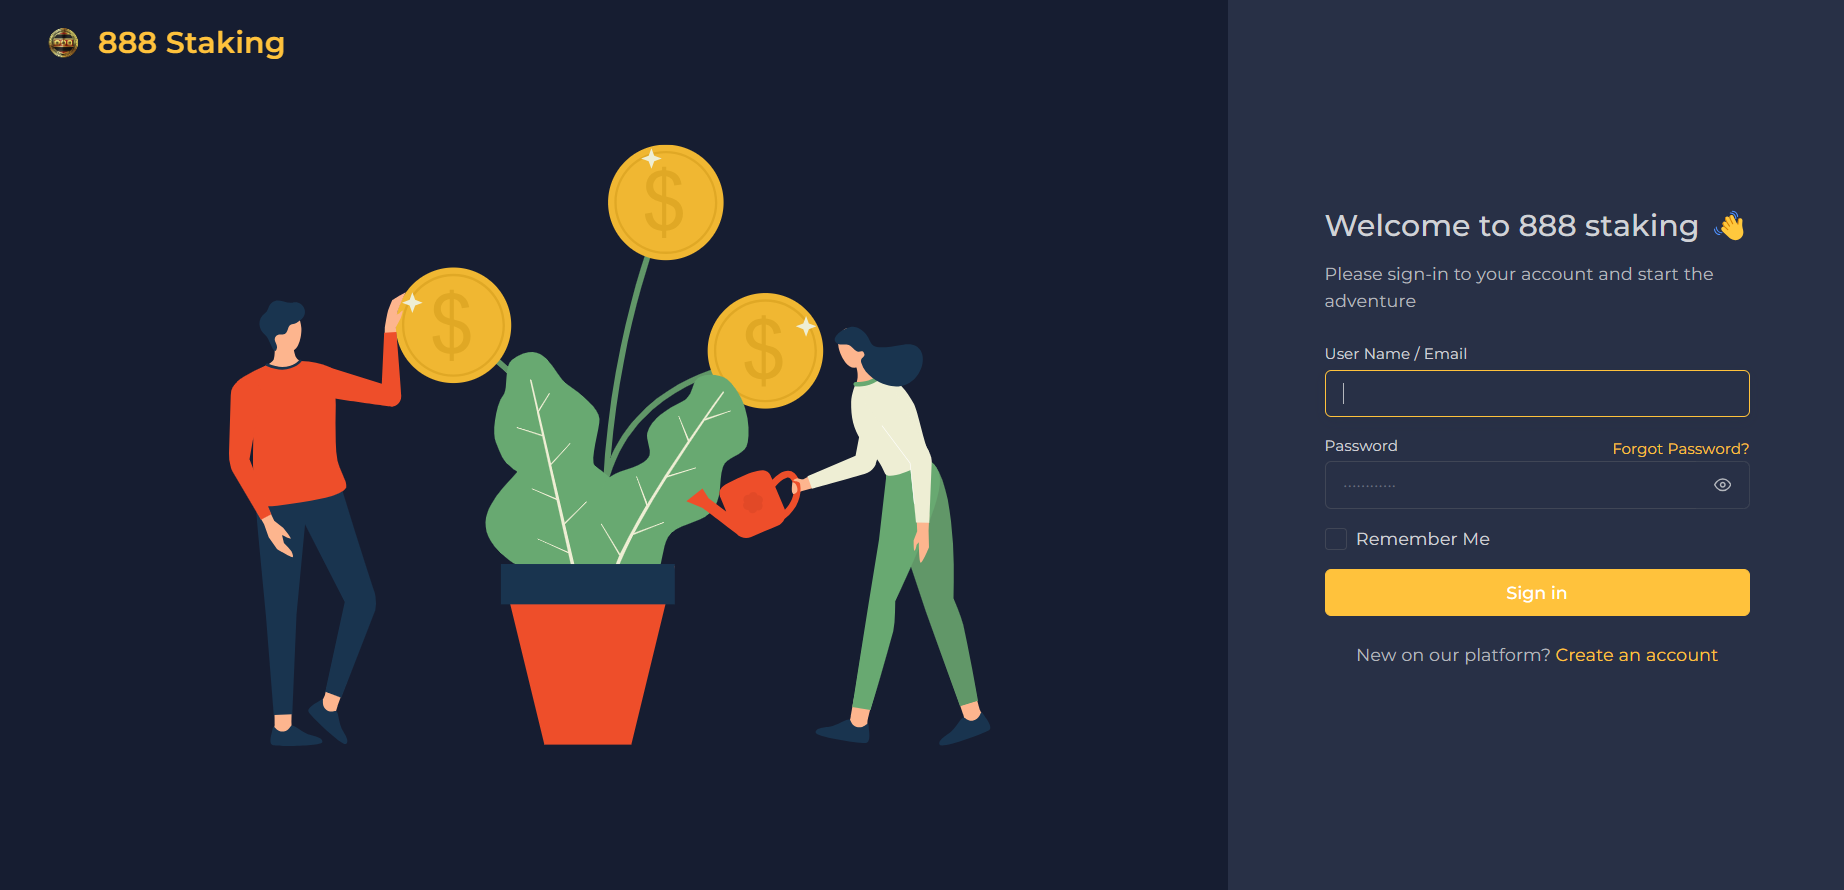 888 Staking
$
$
$
Welcome to 888 staking 👋
Please sign-in to your account and start the
adventure
User Name / Email
Password
Forgot Password?
············
Remember Me
Sign in
New on our platform? Create an account